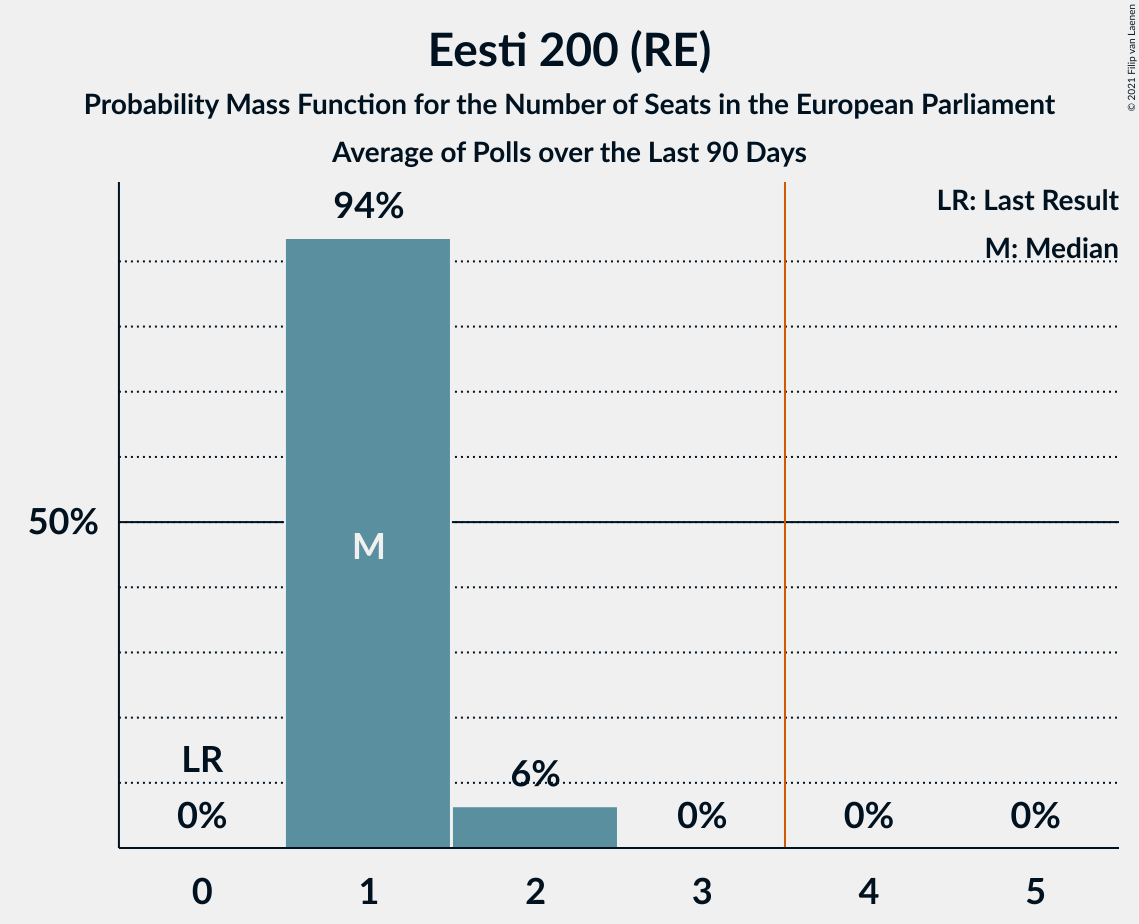 Eesti 200 (RE)
Probability Mass Function for the Number of Seats in the European Parliament
Average of Polls over the Last 90 Days
© 2021 Filip van Laenen
LR: Last Result
M: Median
94%
50%
M
LR
0%
6%
0%
0%
0%
0
1
2
3
4
5